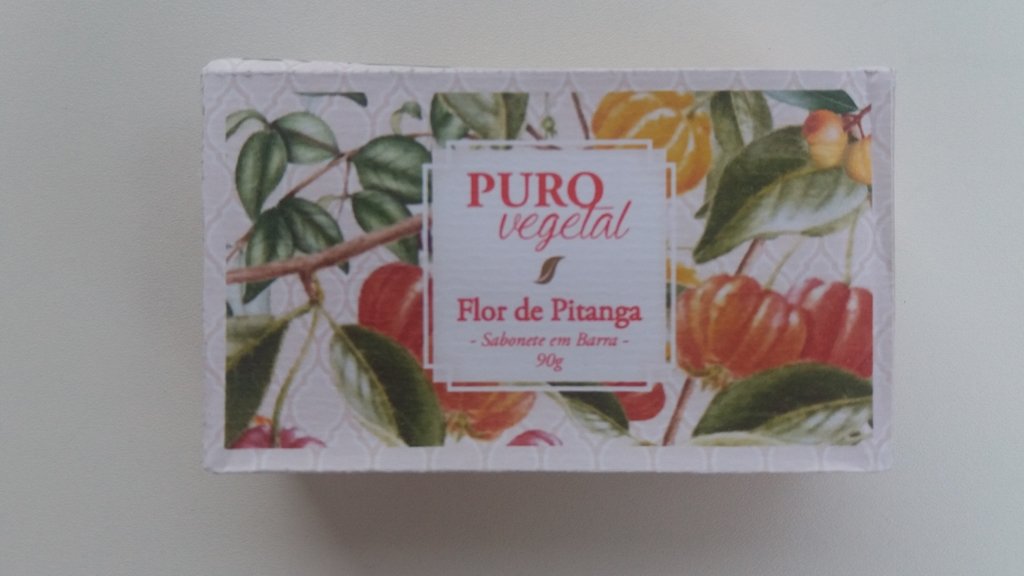 PURO
vegetal
Flor de Pitanga
- Sabonete em Barra -
90g